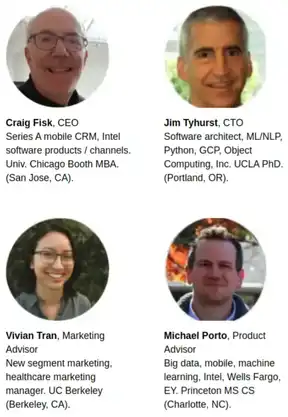 Craig Fisk, CEO
Series A mobile CRM, Intel
software products / channels.
Univ. Chicago Booth MBA.
(San Jose, CA).
Jim Tyhurst, CTO
Software architect, ML/NLP,
Python, GCP, Object
Computing, Inc. UCLA PhD.
(Portland, OR).
Vivian Tran, Marketing
Advisor
New segment marketing,
healthcare marketing
manager. UC Berkeley
(Berkeley, CA).
Michael Porto, Product
Advisor
Big data, mobile, machine
learning, Intel, Wells Fargo,
EY. Princeton MS CS
(Charlotte, NC).